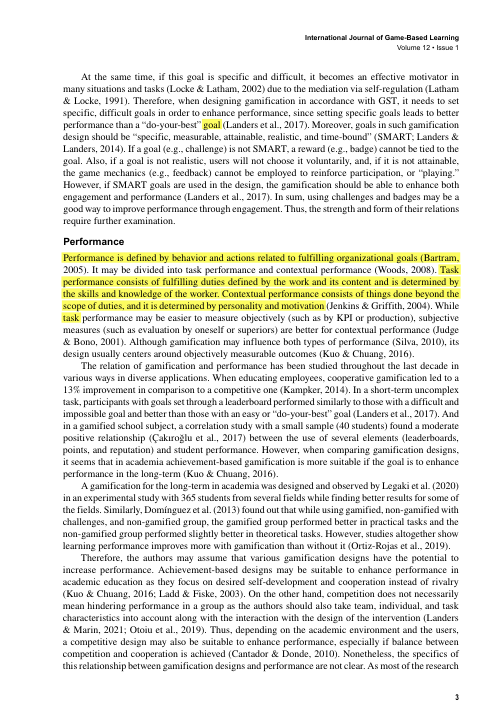 International Journal of Game-Based Learning
Volume 12 • Issue 1
At the same time, if this goal is specific and difficult, it becomes an effective motivator in
many situations and tasks (Locke & Latham, 2002) due to the mediation via self-regulation (Latham
& Locke, 1991). Therefore, when designing gamification in accordance with GST, it needs to set
specific, difficult goals in order to enhance performance, since setting specific goals leads to better
performance than a “do-your-best” goal (Landers et al., 2017). Moreover, goals in such gamification
design should be “specific, measurable, attainable, realistic, and time-bound” (SMART; Landers &
Landers, 2014). If a goal (e.g., challenge) is not SMART, a reward (e.g., badge) cannot be tied to the
goal. Also, if a goal is not realistic, users will not choose it voluntarily, and, if it is not attainable,
the game mechanics (e.g., feedback) cannot be employed to reinforce participation, or “playing.”
However, if SMART goals are used in the design, the gamification should be able to enhance both
engagement and performance (Landers et al., 2017). In sum, using challenges and badges may be a
good way to improve performance through engagement. Thus, the strength and form of their relations
require further examination.
Performance
Performance is defined by behavior and actions related to fulfilling organizational goals (Bartram,
2005). It may be divided into task performance and contextual performance (Woods, 2008). Task
performance consists of fulfilling duties defined by the work and its content and is determined by
the skills and knowledge of the worker. Contextual performance consists of things done beyond the
scope of duties, and it is determined by personality and motivation (Jenkins & Griffith, 2004). While
task performance may be easier to measure objectively (such as by KPI or production), subjective
measures (such as evaluation by oneself or superiors) are better for contextual performance (Judge
& Bono, 2001). Although gamification may influence both types of performance (Silva, 2010), its
design usually centers around objectively measurable outcomes (Kuo & Chuang, 2016).
The relation of gamification and performance has been studied throughout the last decade in
various ways in diverse applications. When educating employees, cooperative gamification led to a
13% improvement in comparison to a competitive one (Kampker, 2014). In a short-term uncomplex
task, participants with goals set through a leaderboard performed similarly to those with a difficult and
impossible goal and better than those with an easy or “do-your-best” goal (Landers et al., 2017). And
in a gamified school subject, a correlation study with a small sample (40 students) found a moderate
positive relationship (Çakıroğlu et al., 2017) between the use of several elements (leaderboards,
points, and reputation) and student performance. However, when comparing gamification designs,
it seems that in academia achievement-based gamification is more suitable if the goal is to enhance
performance in the long-term (Kuo & Chuang, 2016).
A gamification for the long-term in academia was designed and observed by Legaki et al. (2020)
in an experimental study with 365 students from several fields while finding better results for some of
the fields. Similarly, Domínguez et al. (2013) found out that while using gamified, non-gamified with
challenges, and non-gamified group, the gamified group performed better in practical tasks and the
non-gamified group performed slightly better in theoretical tasks. However, studies altogether show
learning performance improves more with gamification than without it (Ortiz-Rojas et al., 2019).
Therefore, the authors may assume that various gamification designs have the potential to
increase performance. Achievement-based designs may be suitable to enhance performance in
academic education as they focus on desired self-development and cooperation instead of rivalry
(Kuo & Chuang, 2016; Ladd & Fiske, 2003). On the other hand, competition does not necessarily
mean hindering performance in a group as the authors should also take team, individual, and task
characteristics into account along with the interaction with the design of the intervention (Landers
& Marin, 2021; Otoiu et al., 2019). Thus, depending on the academic environment and the users,
a competitive design may also be suitable to enhance performance, especially if balance between
competition and cooperation is achieved (Cantador & Donde, 2010). Nonetheless, the specifics of
this relationship between gamification designs and performance are not clear. As most of the research
3